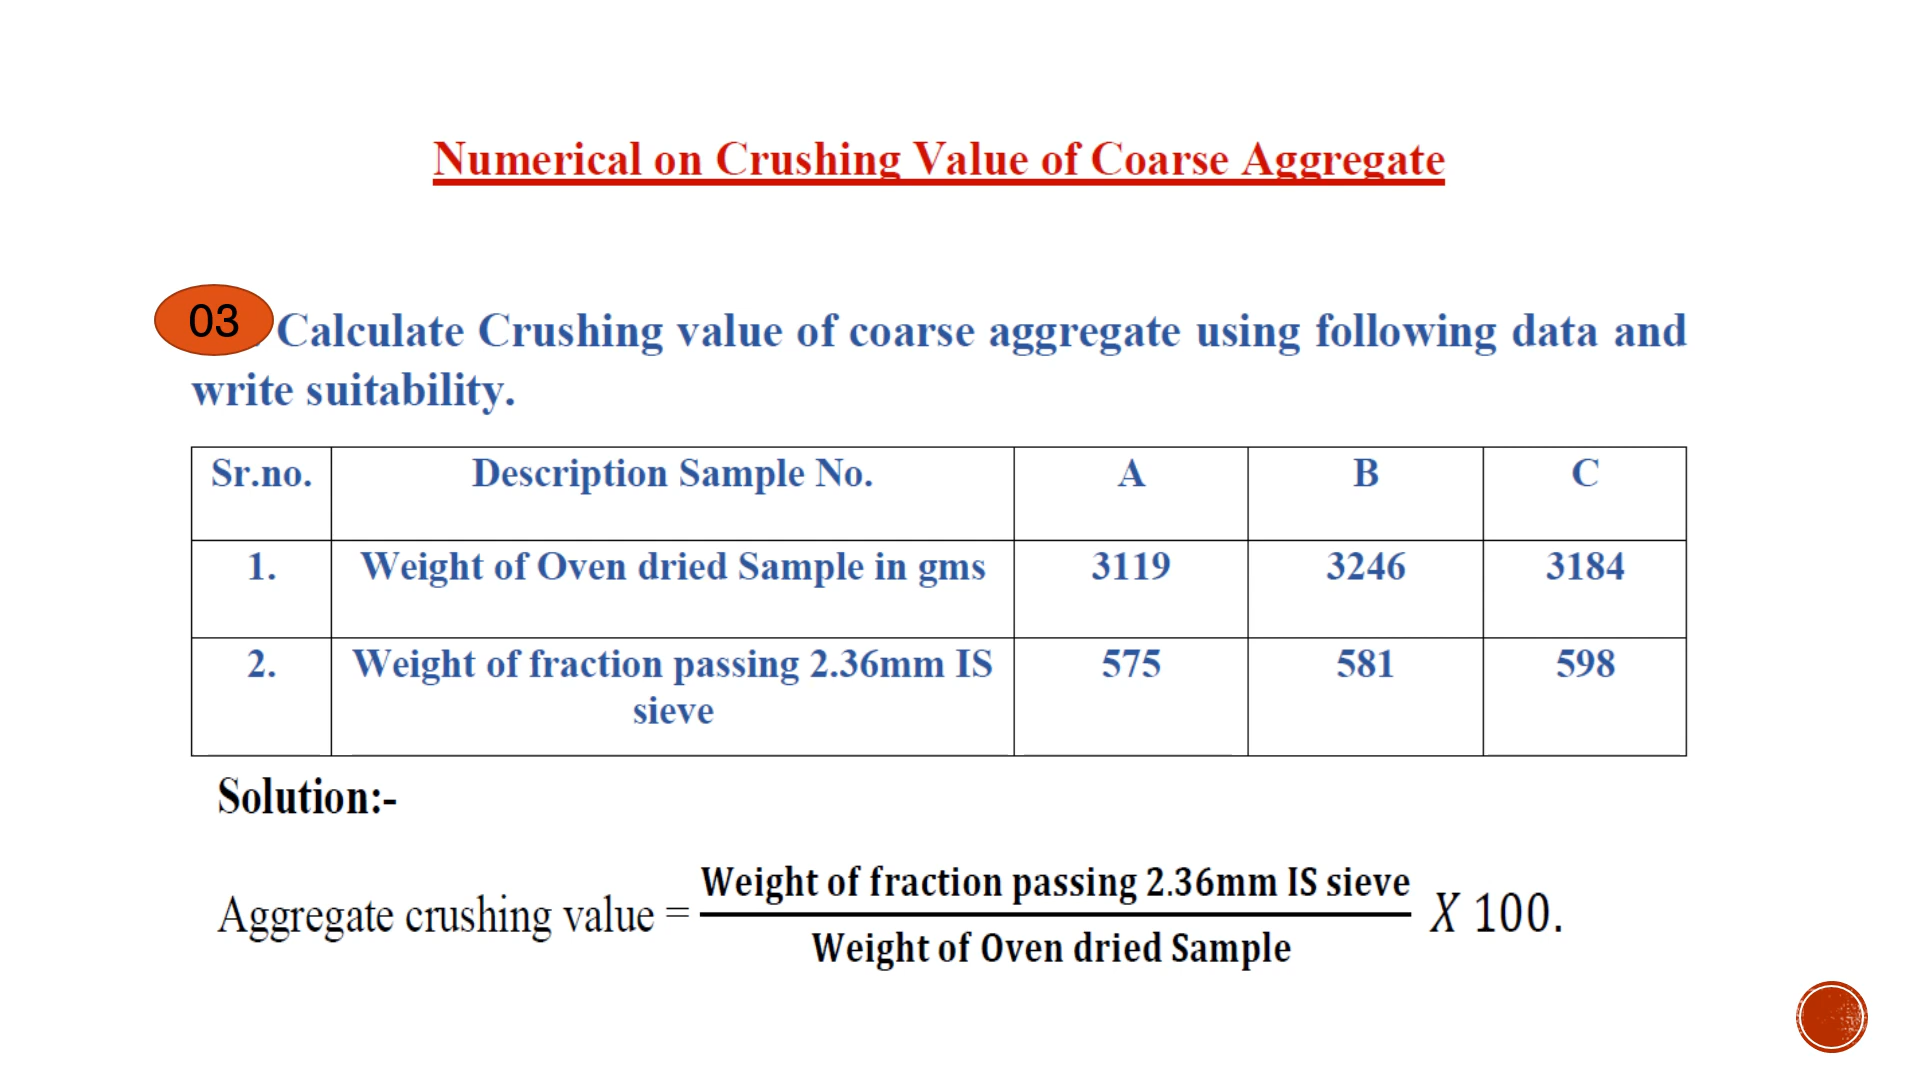 Numerical on Crushing Value of Coarse Aggregate
03 Calculate Crushing value of coarse aggregate using following data and
write suitability.
Sr.no. Description Sample No. A B C
1. Weight of Oven dried Sample in gms 3119 3246 3184
2. Weight of fraction passing 2.36mm IS 575 581 598
sieve
Solution:-
Aggregate crushing value = Weight of fraction passing 2.36mm IS sieve X 100.
Weight of Oven dried Sample